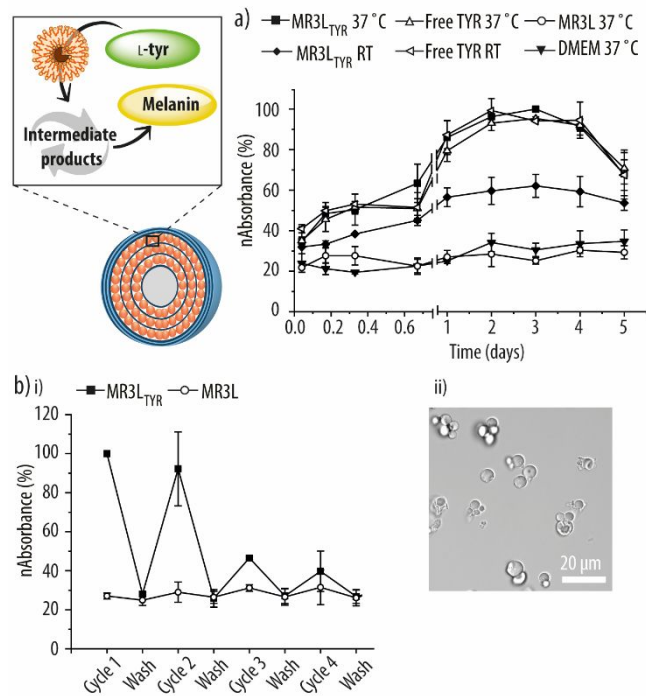 L-tyr
Melanin
Intermediate
products
a)
MR3L_TYR 37 °C
Free TYR 37 °C
MR3L 37 °C
MR3L_TYR RT
Free TYR RT
DMEM 37 °C
nAbsorbance (%)
100
80
60
40
20
0
0.0
0.2
0.4
0.6
1
2
3
4
5
Time (days)
b) i)
MR3L_TYR
MR3L
nAbsorbance (%)
120
100
80
60
40
20
0
Cycle 1
Wash
Cycle 2
Wash
Cycle 3
Wash
Cycle 4
Wash
ii)
20 μm